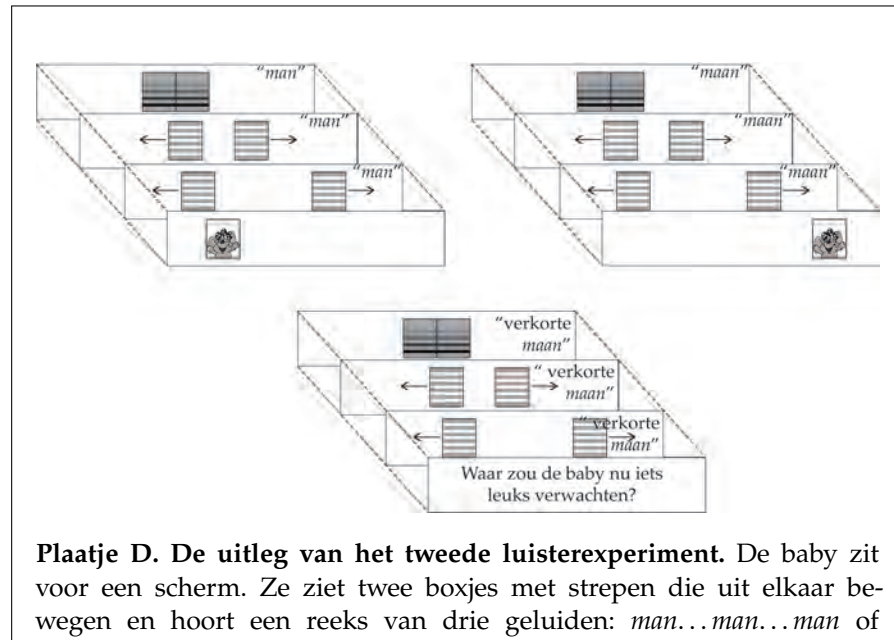 “man”
“man”
“man”
“maan”
“maan”
“maan”
“verkorte
maan”
“ verkorte
maan”
“ verkorte
maan”
Waar zou de baby nu iets
leuks verwachten?
Plaatje D. De uitleg van het tweede luisterexperiment. De baby zit
voor een scherm. Ze ziet twee boxjes met strepen die uit elkaar be-
wegen en hoort een reeks van drie geluiden: man...man...man of